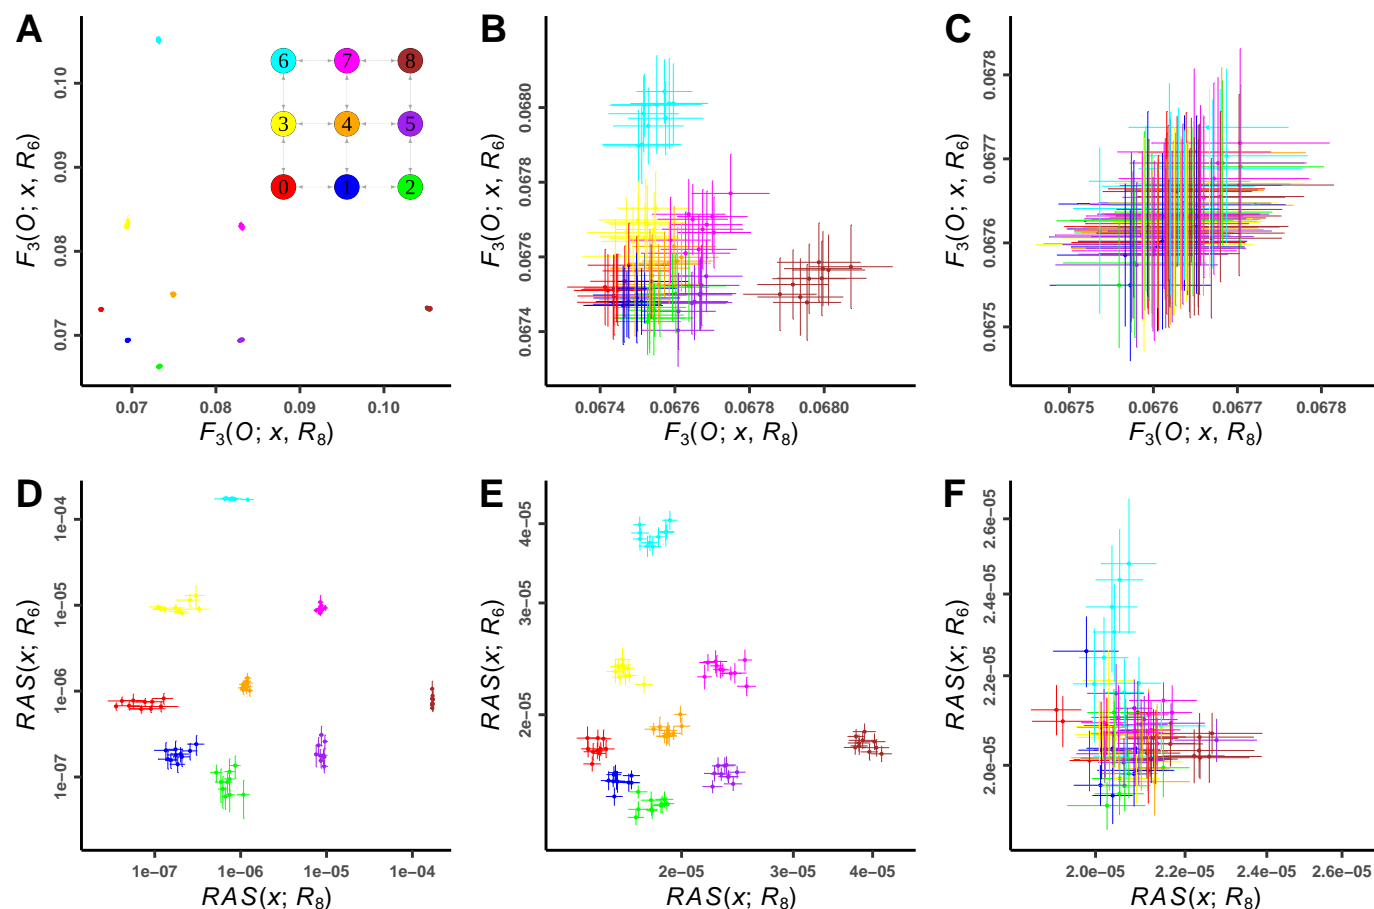 A
B
C
6 7 8
3 4 5
0 1 2
0.10
0.09
0.08
0.07
F₃(O; x, R₆)
0.07 0.08 0.09 0.10
F₃(O; x, R₈)
0.0680
0.0678
0.0676
0.0674
F₃(O; x, R₆)
0.0674 0.0676 0.0678 0.0680
F₃(O; x, R₈)
0.0678
0.0677
0.0676
0.0675
F₃(O; x, R₆)
0.0675 0.0676 0.0677 0.0678
F₃(O; x, R₈)
D
E
F
1e−04
1e−05
1e−06
1e−07
RAS(x; R₆)
1e−07 1e−06 1e−05 1e−04
RAS(x; R₈)
4e−05
3e−05
2e−05
RAS(x; R₆)
2e−05 3e−05 4e−05
RAS(x; R₈)
2.6e−05
2.4e−05
2.2e−05
2.0e−05
RAS(x; R₆)
2.0e−05 2.2e−05 2.4e−05 2.6e−05
RAS(x; R₈)